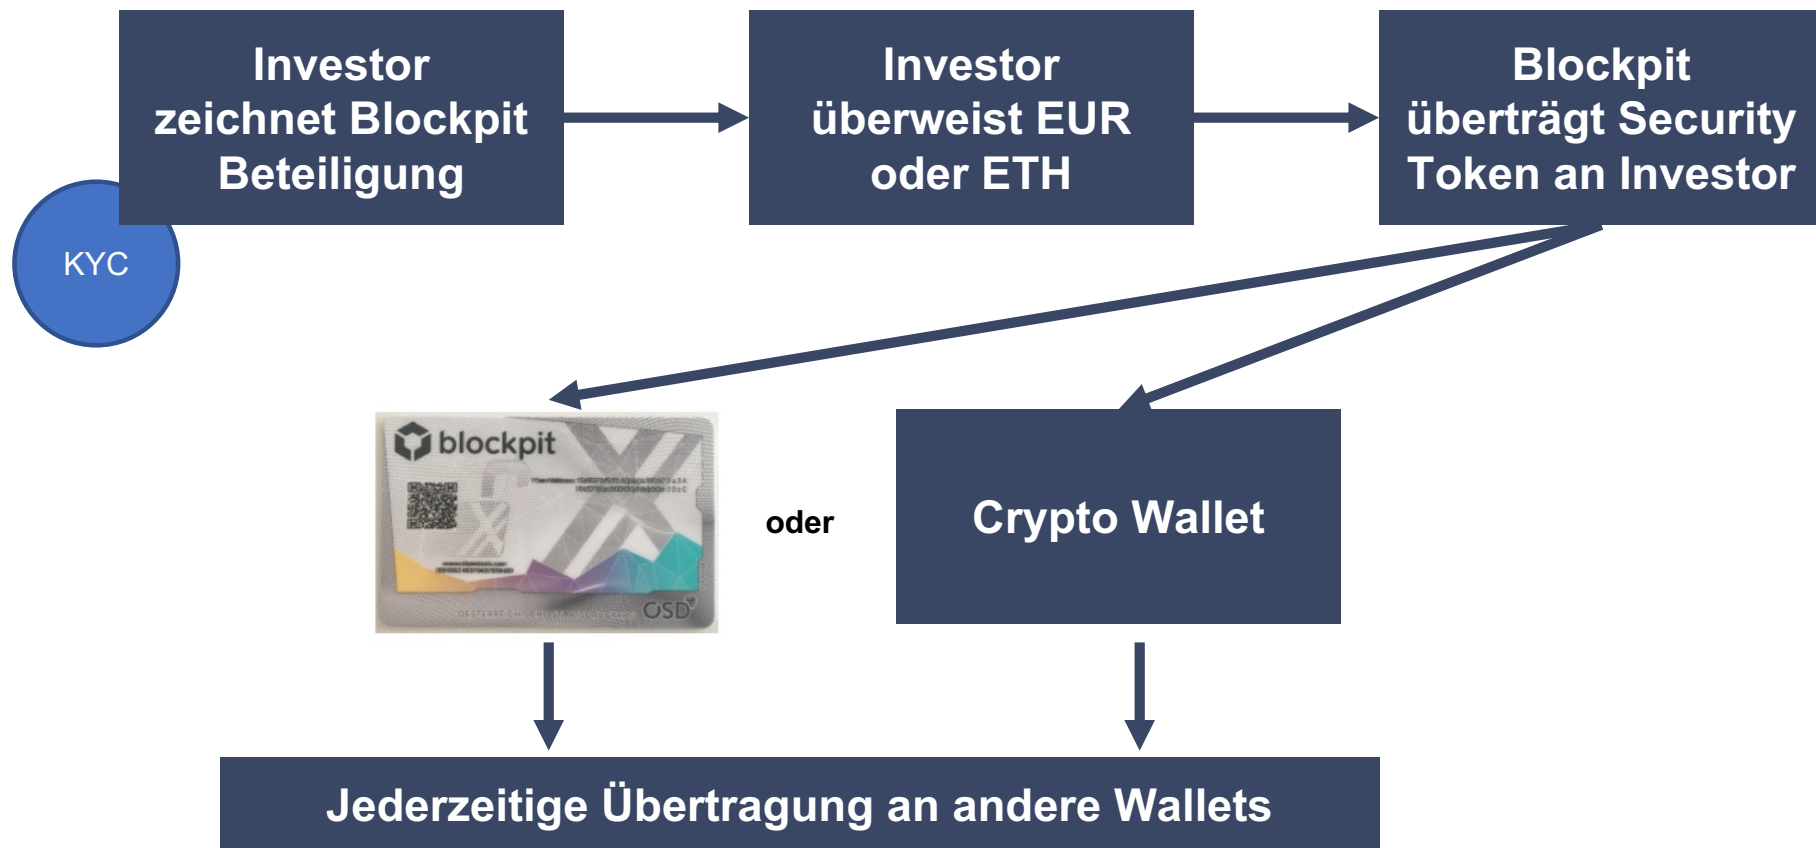 Investor
zeichnet Blockpit
Beteiligung
Investor
überweist EUR
oder ETH
Blockpit
überträgt Security
Token an Investor
KYC
blockpit
OSD
oder
Crypto Wallet
Jederzeitige Übertragung an andere Wallets